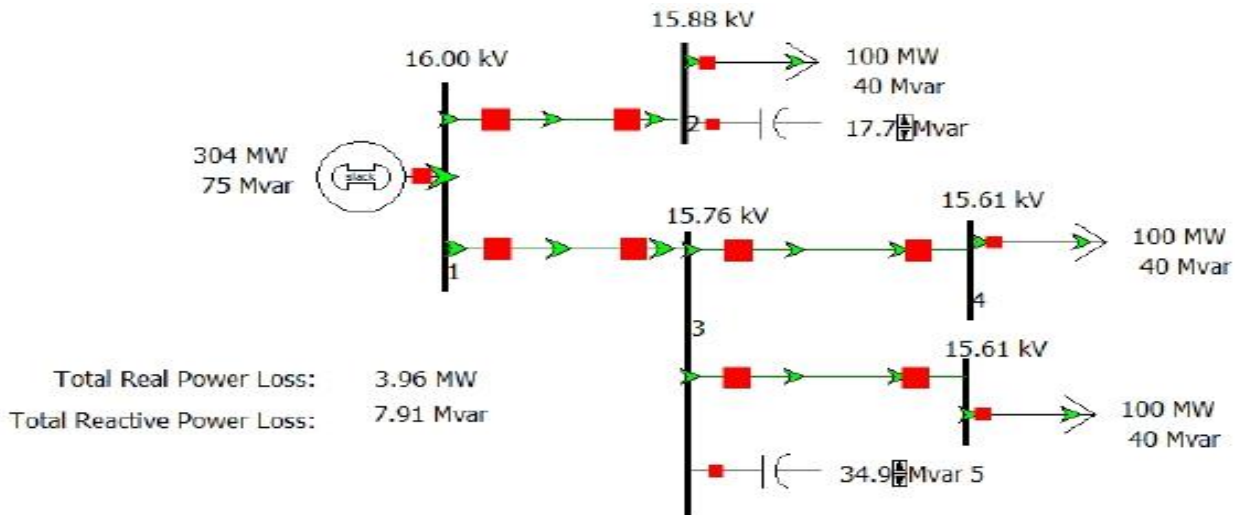 15.88 kV
16.00 kV
100 MW
40 Mvar
2
17.7 Mvar
304 MW
75 Mvar
slack
15.76 kV
15.61 kV
100 MW
40 Mvar
1
4
3
15.61 kV
Total Real Power Loss: 3.96 MW
Total Reactive Power Loss: 7.91 Mvar
100 MW
40 Mvar
34.9 Mvar 5